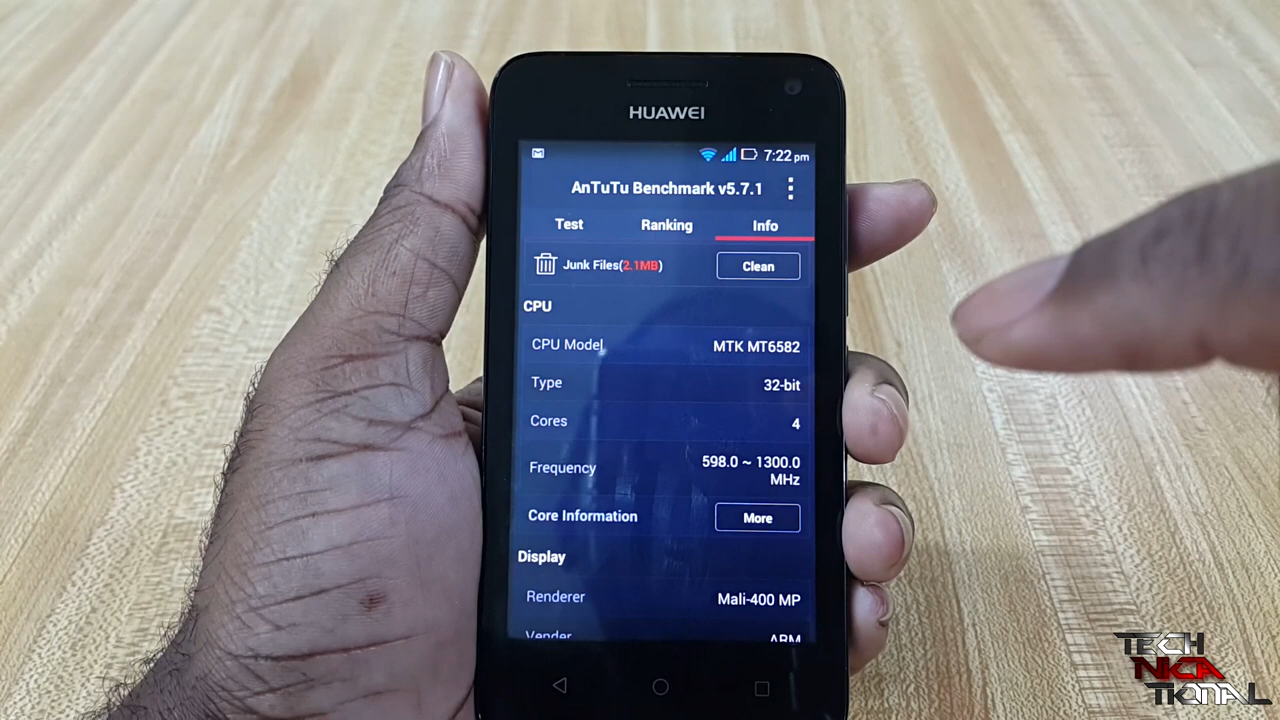 HUAWEI
7:22 pm
AnTuTu Benchmark v5.7.1
Test Ranking Info
Junk Files(2.1MB) Clean
CPU
CPU Model MTK MT6582
Type 32-bit
Cores 4
Frequency 598.0 ~ 1300.0
MHz
Core Information More
Display
Renderer Mali-400 MP
Vender ARM
TECH
NICA
TIONAL